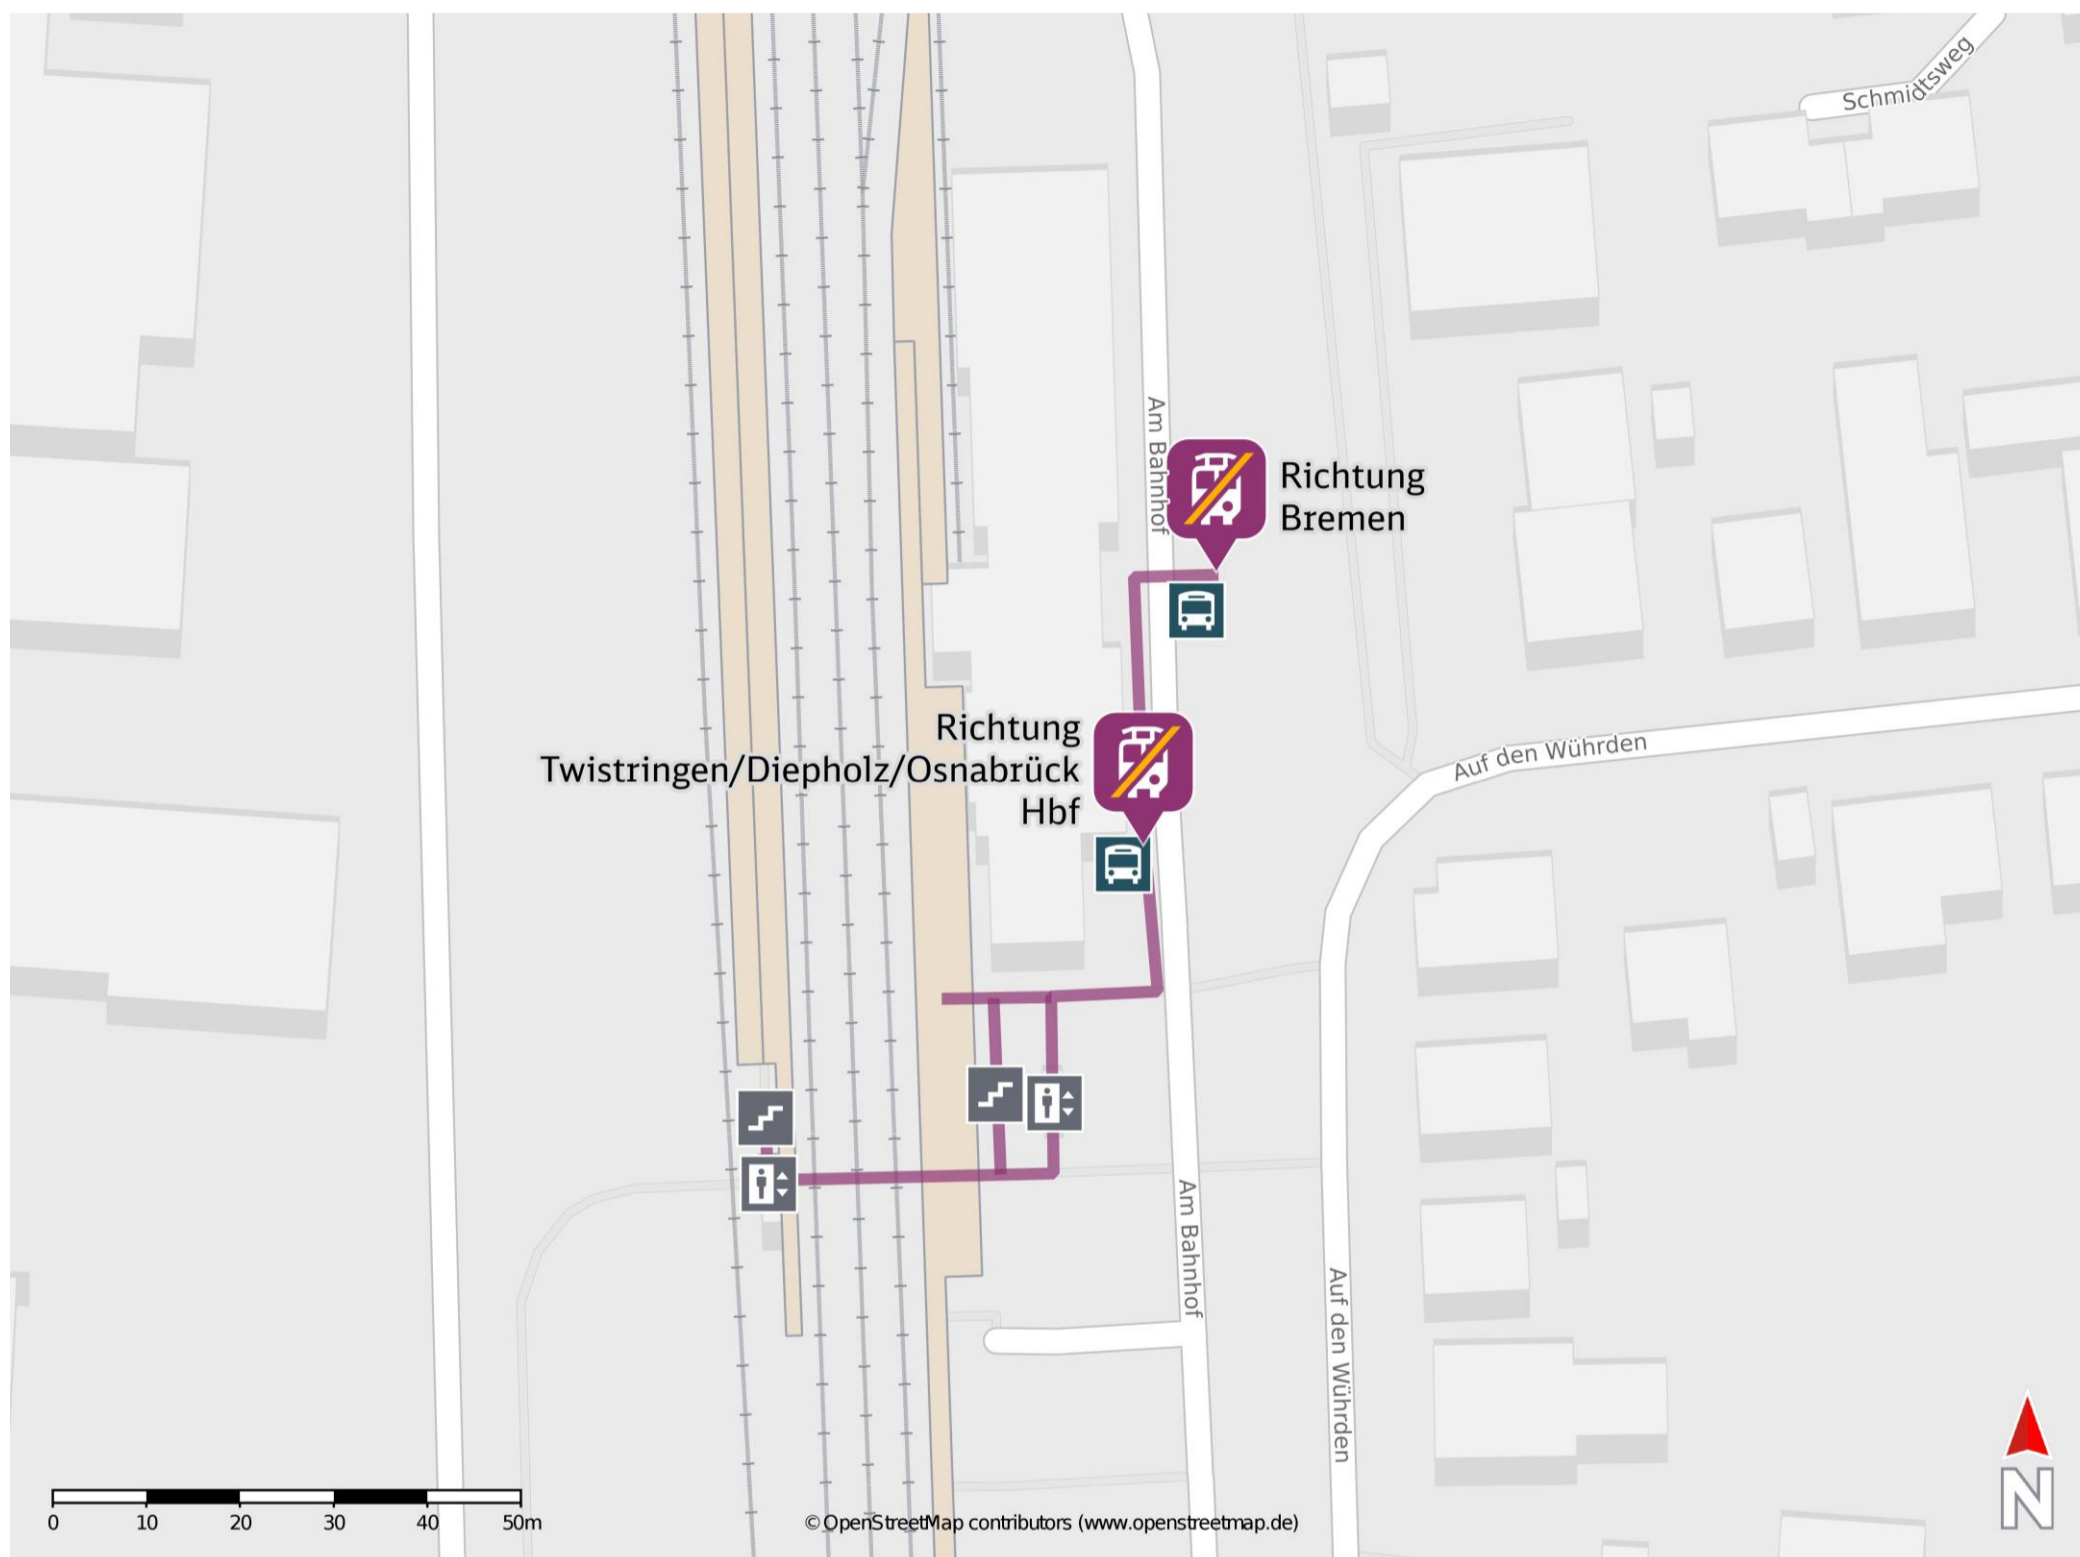 Schmidtsweg
Am Bahnhof
Richtung
Bremen
Richtung
Twistringen/Diepholz/Osnabrück
Hbf
Auf den Wührden
Am Bahnhof
Auf den Wührden
0 10 20 30 40 50m
© OpenStreetMap contributors (www.openstreetmap.de)
N